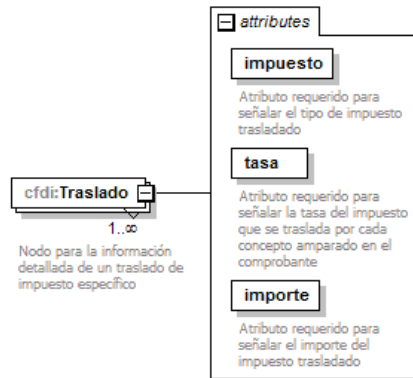 attributes
impuesto
Atributo requerido para
señalar el tipo de impuesto
trasladado
tasa
Atributo requerido para
señalar la tasa del impuesto
que se traslada por cada
concepto amparado en el
comprobante
cfdi:Traslado
1..∞
Nodo para la información
detallada de un traslado de
impuesto específico
importe
Atributo requerido para
señalar el importe del
impuesto trasladado